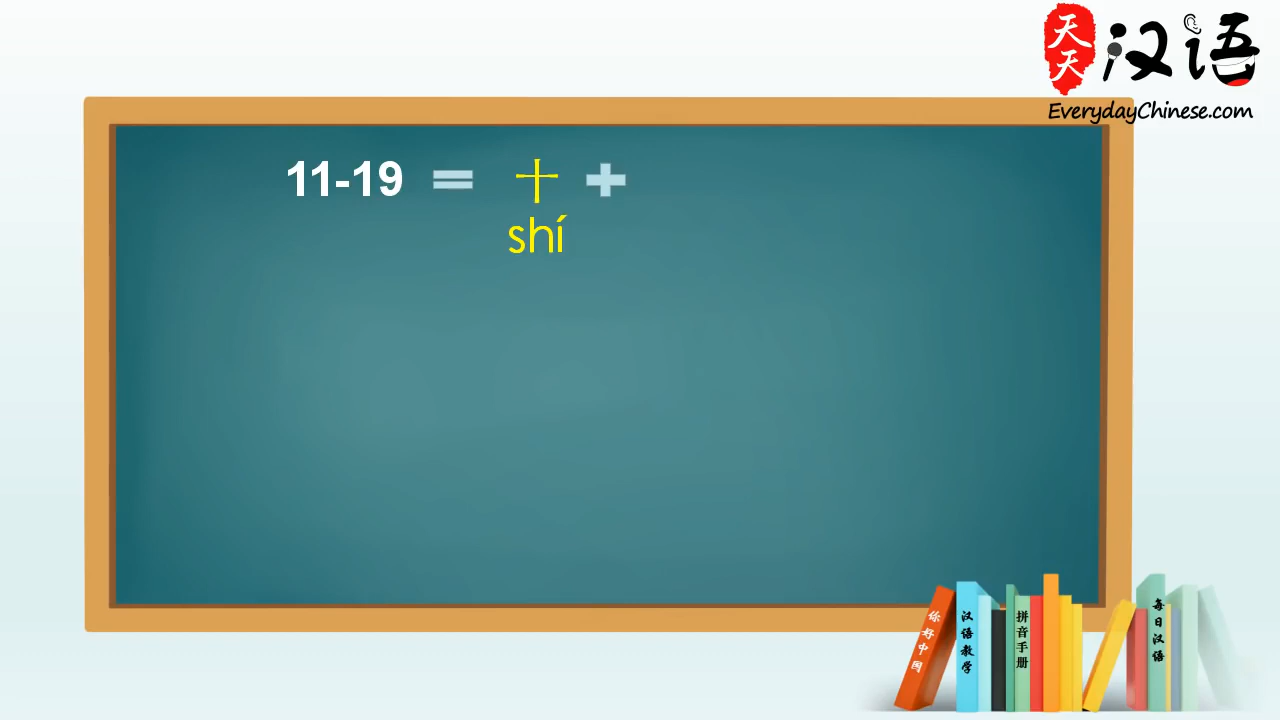 天天汉语
EverydayChinese.com
11-19 = 十 +
shí
你好中国
汉语教学
拼音手册
每日汉语